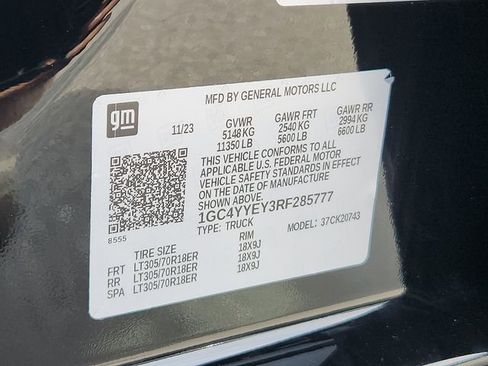 gm
MFD BY GENERAL MOTORS LLC
11/23
GVWR GAWR FRT GAWR RR
5148 KG 2540 KG 2994 KG
11350 LB 5600 LB 6600 LB
THIS VEHICLE CONFORMS TO ALL
APPLICABLE U.S. FEDERAL MOTOR
VEHICLE SAFETY STANDARDS IN EFFECT
ON THE DATE OF MANUFACTURE
SHOWN ABOVE.
1GC4YYEY3RF285777
8555
TYPE: TRUCK MODEL: 37CK20743
TIRE SIZE RIM
FRT LT305/70R18ER 18X9J
RR LT305/70R18ER 18X9J
SPA LT305/70R18ER 18X9J